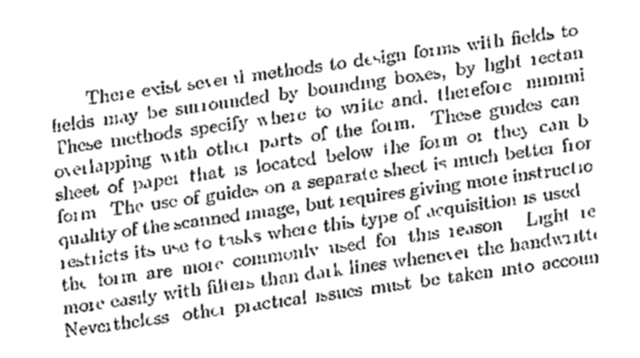 There exist several methods to design forms with fields to
fields may be surrounded by bounding boxes, by light rectan
These methods specify where to write and, therefore minimi
overlapping with other parts of the form. These guides can
sheet of paper that is located below the form or they can b
form The use of guides on a separate sheet is much better fror
quality of the scanned image, but requires giving more instructio
restricts its use to tasks where this type of acquisition is used
the form are more commonly used for this reason Light re
more easily with filters than dark lines whenever the handwritte
Nevertheless other practical issues must be taken into accoun